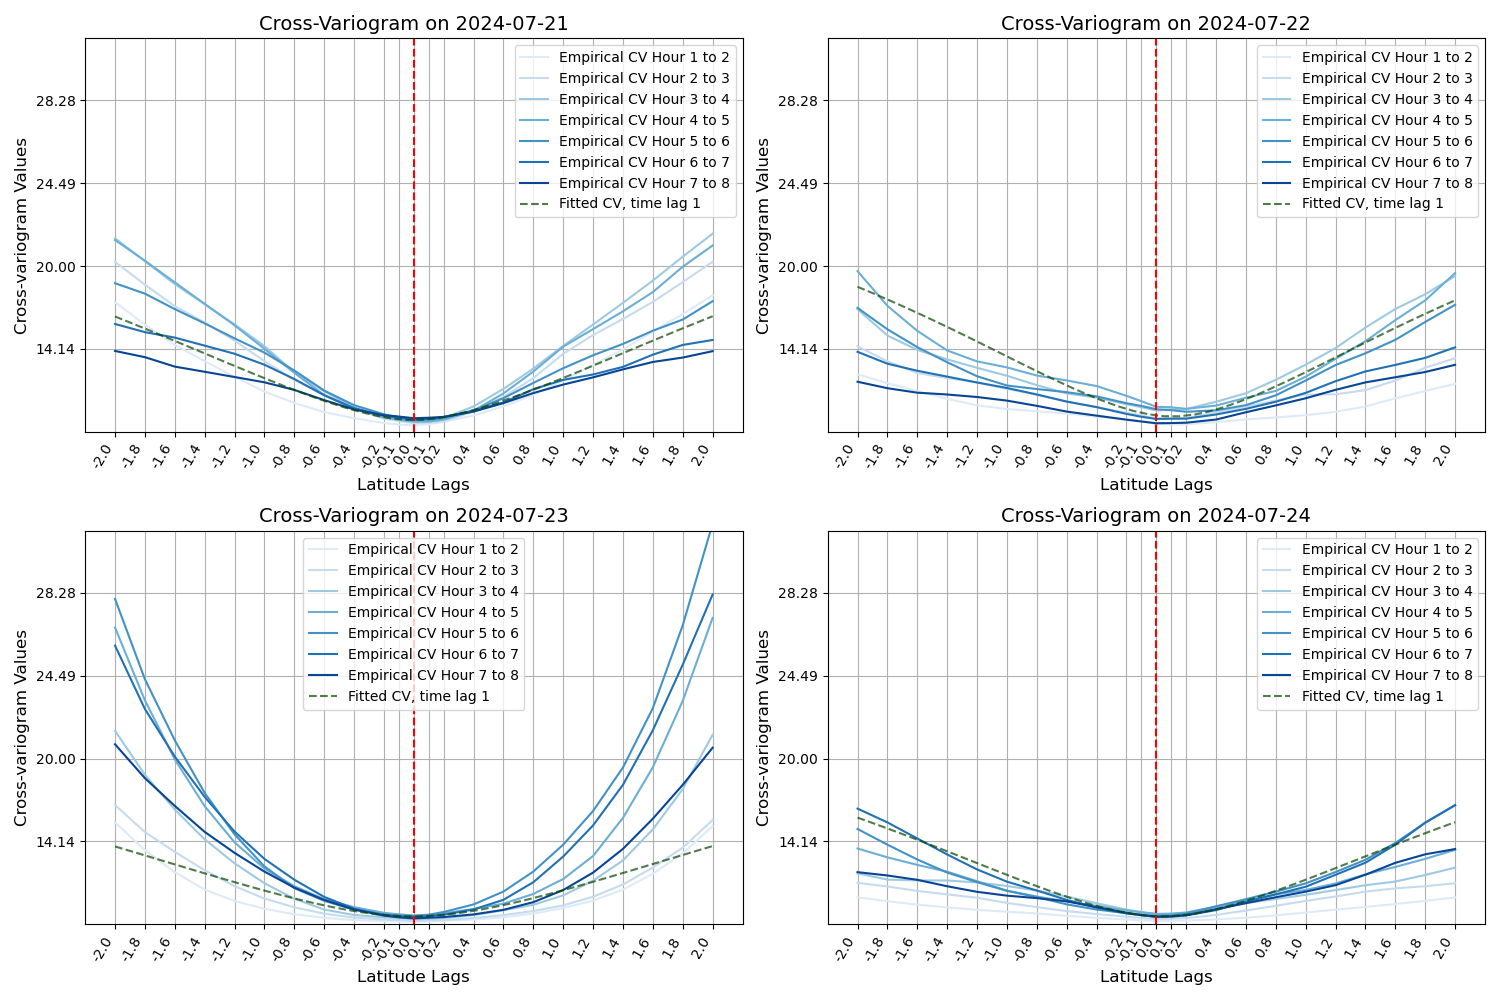 Cross-Variogram on 2024-07-21
Cross-variogram Values
28.28
24.49
20.00
14.14
Empirical CV Hour 1 to 2
Empirical CV Hour 2 to 3
Empirical CV Hour 3 to 4
Empirical CV Hour 4 to 5
Empirical CV Hour 5 to 6
Empirical CV Hour 6 to 7
Empirical CV Hour 7 to 8
Fitted CV, time lag 1
-2.0 -1.8 -1.6 -1.4 -1.2 -1.0 -0.8 -0.6 -0.4 -0.2 -0.1 0.0 0.1 0.2 0.4 0.6 0.8 1.0 1.2 1.4 1.6 1.8 2.0
Latitude Lags
Cross-Variogram on 2024-07-22
Cross-variogram Values
28.28
24.49
20.00
14.14
Empirical CV Hour 1 to 2
Empirical CV Hour 2 to 3
Empirical CV Hour 3 to 4
Empirical CV Hour 4 to 5
Empirical CV Hour 5 to 6
Empirical CV Hour 6 to 7
Empirical CV Hour 7 to 8
Fitted CV, time lag 1
-2.0 -1.8 -1.6 -1.4 -1.2 -1.0 -0.8 -0.6 -0.4 -0.2 -0.1 0.0 0.1 0.2 0.4 0.6 0.8 1.0 1.2 1.4 1.6 1.8 2.0
Latitude Lags
Cross-Variogram on 2024-07-23
Cross-variogram Values
28.28
24.49
20.00
14.14
Empirical CV Hour 1 to 2
Empirical CV Hour 2 to 3
Empirical CV Hour 3 to 4
Empirical CV Hour 4 to 5
Empirical CV Hour 5 to 6
Empirical CV Hour 6 to 7
Empirical CV Hour 7 to 8
Fitted CV, time lag 1
-2.0 -1.8 -1.6 -1.4 -1.2 -1.0 -0.8 -0.6 -0.4 -0.2 -0.1 0.0 0.1 0.2 0.4 0.6 0.8 1.0 1.2 1.4 1.6 1.8 2.0
Latitude Lags
Cross-Variogram on 2024-07-24
Cross-variogram Values
28.28
24.49
20.00
14.14
Empirical CV Hour 1 to 2
Empirical CV Hour 2 to 3
Empirical CV Hour 3 to 4
Empirical CV Hour 4 to 5
Empirical CV Hour 5 to 6
Empirical CV Hour 6 to 7
Empirical CV Hour 7 to 8
Fitted CV, time lag 1
-2.0 -1.8 -1.6 -1.4 -1.2 -1.0 -0.8 -0.6 -0.4 -0.2 -0.1 0.0 0.1 0.2 0.4 0.6 0.8 1.0 1.2 1.4 1.6 1.8 2.0
Latitude Lags